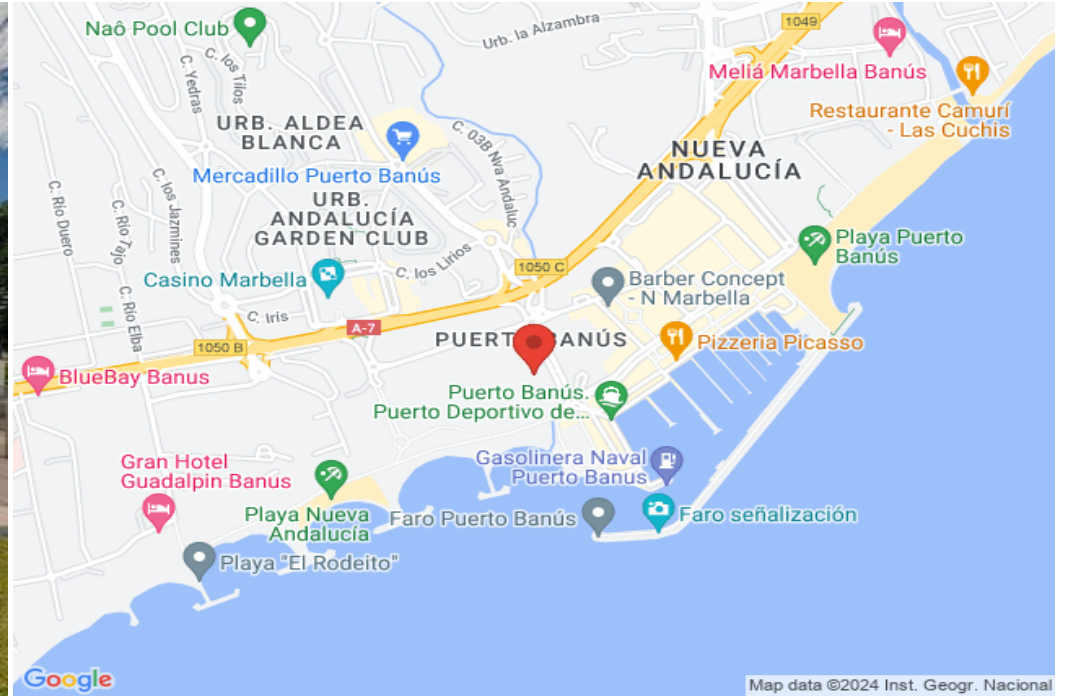 Naô Pool Club
Urb. la Alzambra
1049
Meliá Marbella Banús
Restaurante Camurí
- Las Cuchis
C. los Tilos
C. Yedras
URB. ALDEA
BLANCA
Mercadillo Puerto Banús
C. 03B Nva Andaluc
NUEVA
ANDALUCÍA
C. Río Duero
C. Río Tajo
C. los Jazmines
URB.
ANDALUCÍA
GARDEN CLUB
C. los Lirios
Playa Puerto
Banús
Casino Marbella
1050 C
Barber Concept
- N Marbella
C. Río Elba
C. Iris
A-7
1050 B
PUERT
BANÚS
Pizzeria Picasso
BlueBay Banus
Puerto Banús.
Puerto Deportivo de...
Gran Hotel
Guadalpin Banus
Gasolinera Naval
Puerto Banus
Playa Nueva
Andalucía
Faro Puerto Banús
Faro señalización
Playa "El Rodeito"
Google
Map data ©2024 Inst. Geogr. Nacional